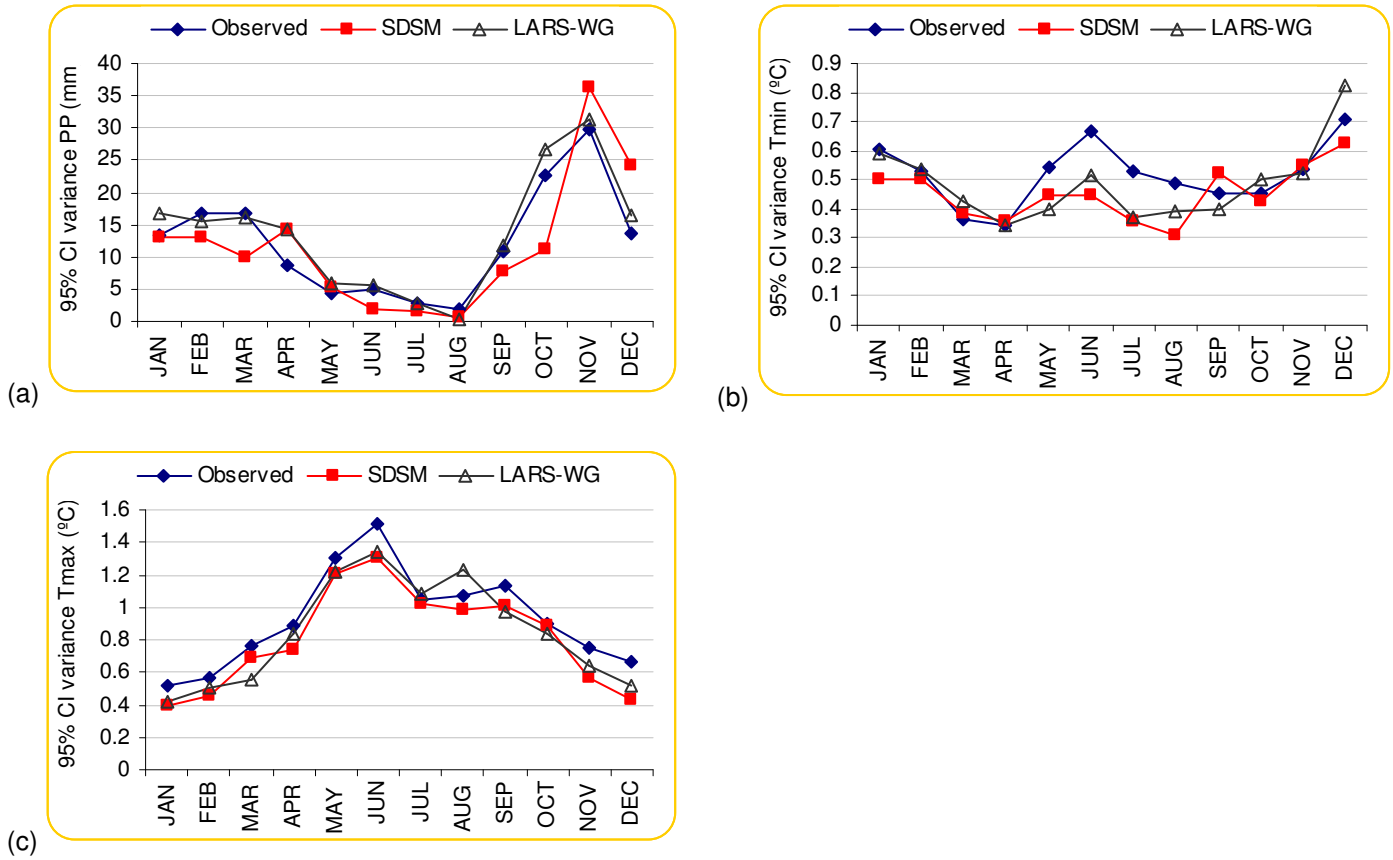 Observed SDSM LARS-WG
95% CI variance PP (mm
40
35
30
25
20
15
10
5
0
JAN FEB MAR APR MAY JUN JUL AUG SEP OCT NOV DEC
(a)
Observed SDSM LARS-WG
95% CI variance Tmin (ºC)
0.9
0.8
0.7
0.6
0.5
0.4
0.3
0.2
0.1
0
JAN FEB MAR APR MAY JUN JUL AUG SEP OCT NOV DEC
(b)
Observed SDSM LARS-WG
95% CI variance Tmax (ºC)
1.6
1.4
1.2
1
0.8
0.6
0.4
0.2
0
JAN FEB MAR APR MAY JUN JUL AUG SEP OCT NOV DEC
(c)